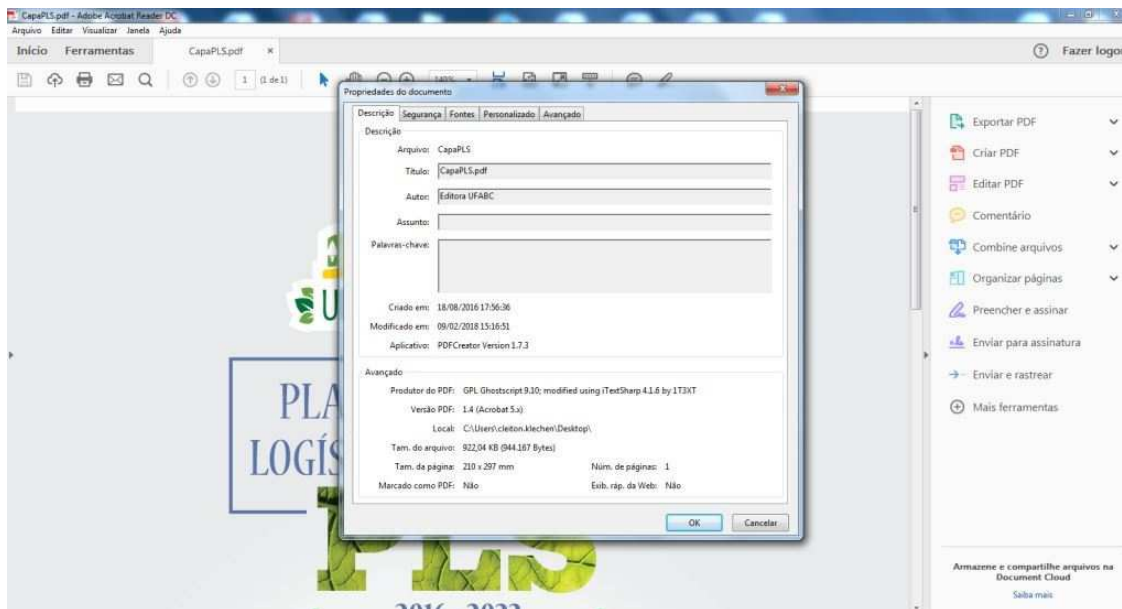 CapaPLS.pdf - Adobe Acrobat Reader DC
Arquivo Editar Visualizar Janela Ajuda
Início Ferramentas CapaPLS.pdf × ? Fazer logo
1 (1 de 1) 140%
Propriedades do documento
Descrição Segurança Fontes Personalizado Avançado
Descrição
Arquivo: CapaPLS
Título: CapaPLS.pdf
Autor: Editora UFABC
Assunto:
Palavras-chave:
Criado em: 18/08/2016 17:56:36
Modificado em: 09/02/2018 15:16:51
Aplicativo: PDFCreator Version 1.7.3
Avançado
Produtor do PDF: GPL Ghostscript 9.10; modified using iTextSharp 4.1.6 by 1T3XT
Versão PDF: 1.4 (Acrobat 5.x)
Local: C:\Users\cleiton.klechen\Desktop\
Tam. do arquivo: 922,04 KB (944.167 Bytes)
Tam. da página: 210 x 297 mm Núm. de páginas: 1
Marcado como PDF: Não Exib. ráp. da Web: Não
OK Cancelar
U
PLA
LOGÍS
PLS
2016 - 2022
Exportar PDF
Criar PDF
Editar PDF
Comentário
Combine arquivos
Organizar páginas
Preencher e assinar
Enviar para assinatura
Enviar e rastrear
Mais ferramentas
Armazene e compartilhe arquivos na
Document Cloud
Saiba mais